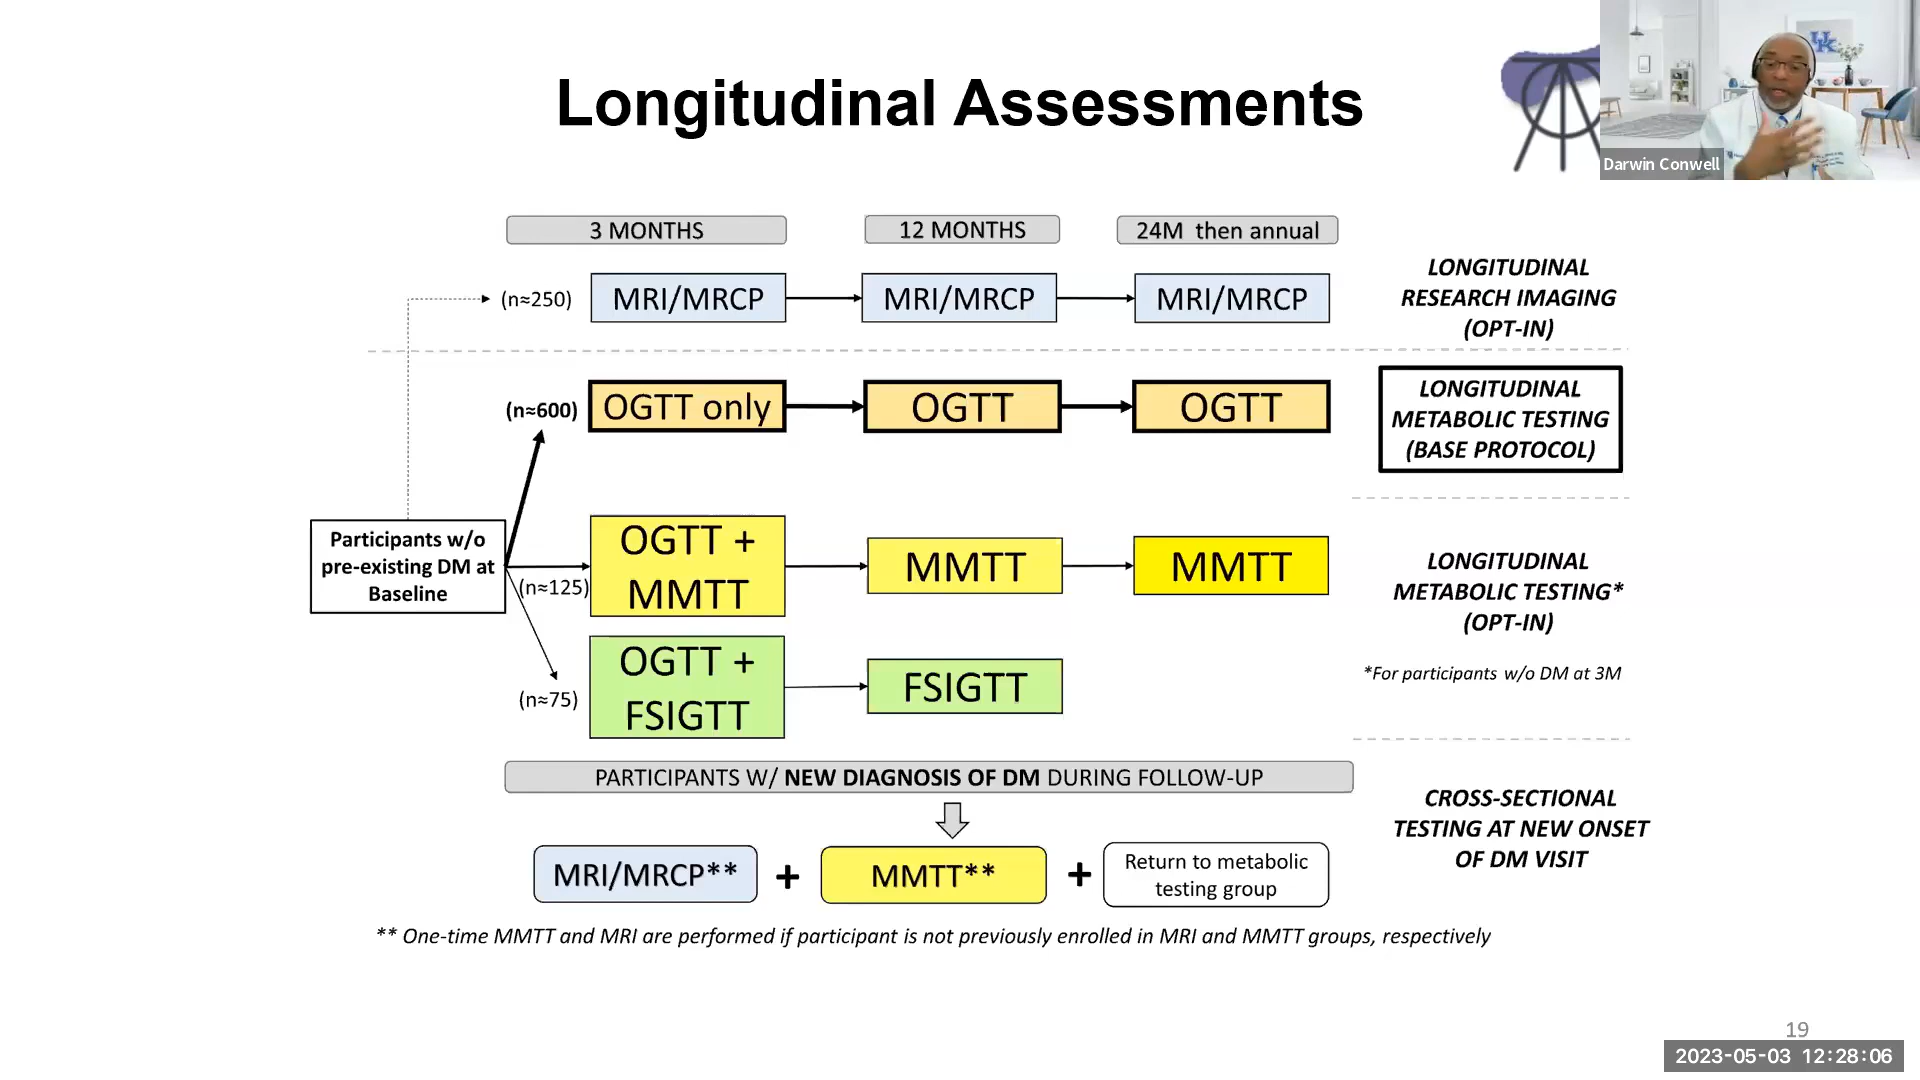 Longitudinal Assessments
UK
Darwin Conwell
3 MONTHS
12 MONTHS
24M then annual
(n≈250)
MRI/MRCP
MRI/MRCP
MRI/MRCP
LONGITUDINAL
RESEARCH IMAGING
(OPT-IN)
(n≈600)
OGTT only
OGTT
OGTT
LONGITUDINAL
METABOLIC TESTING
(BASE PROTOCOL)
Participants w/o
pre-existing DM at
Baseline
(n≈125)
OGTT +
MMTT
MMTT
MMTT
LONGITUDINAL
METABOLIC TESTING*
(OPT-IN)
*For participants w/o DM at 3M
(n≈75)
OGTT +
FSIGTT
FSIGTT
PARTICIPANTS W/ NEW DIAGNOSIS OF DM DURING FOLLOW-UP
MRI/MRCP**
+
MMTT**
+
Return to metabolic
testing group
CROSS-SECTIONAL
TESTING AT NEW ONSET
OF DM VISIT
** One-time MMTT and MRI are performed if participant is not previously enrolled in MRI and MMTT groups, respectively
19
2023-05-03 12:28:06